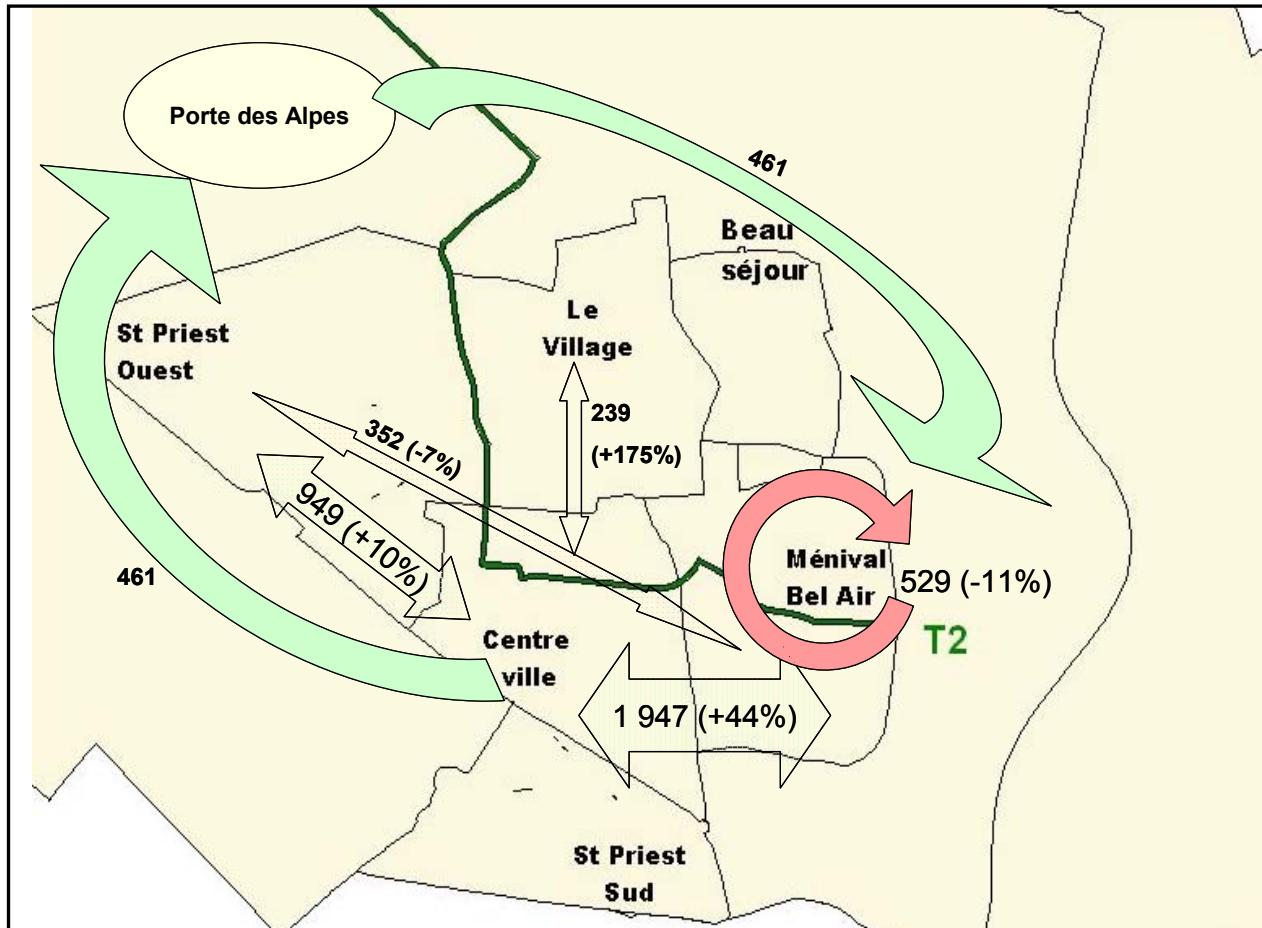 Porte des Alpes
461
Beau
séjour
Le
Village
St Priest
Ouest
239
(+175%)
352 (-7%)
949 (+10%)
461
Ménival
Bel Air
529 (-11%)
T2
Centre
ville
1 947 (+44%)
St Priest
Sud